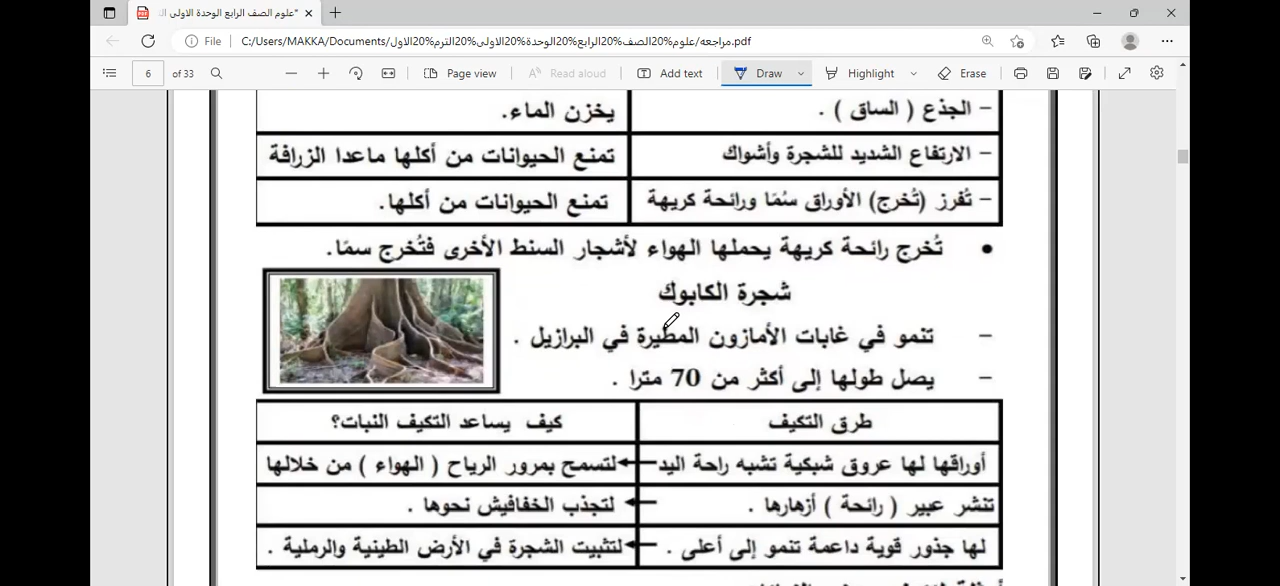 *علوم الصف الرابع الوحدة الاولى
File C:/Users/MAKKA/Documents/مراجعه/علوم%20الصف%20الرابع%20الوحدة%20الاولى%20الترم%20الاول.pdf
6 of 33 Page view Read aloud Add text Draw Highlight Erase
– الجذع ( الساق ) . يخزن الماء.
– الارتفاع الشديد للشجرة وأشواك تمنع الحيوانات من أكلها ماعدا الزرافة
– تُفرز (تُخرج) الأوراق سُمًا ورائحة كريهة تمنع الحيوانات من أكلها.
• تُخرج رائحة كريهة يحملها الهواء لأشجار السنط الأخرى فتُخرج سمًا.
شجرة الكابوك
– تنمو في غابات الأمازون المطيرة في البرازيل .
– يصل طولها إلى أكثر من 70 مترا .
طرق التكيف كيف يساعد التكيف النبات؟
أوراقها لها عروق شبكية تشبه راحة اليد لتسمح بمرور الرياح ( الهواء ) من خلالها
تنشر عبير ( رائحة ) أزهارها . لتجذب الخفافيش نحوها .
لها جذور قوية داعمة تنمو إلى أعلى . لتثبيت الشجرة في الأرض الطينية والرملية .